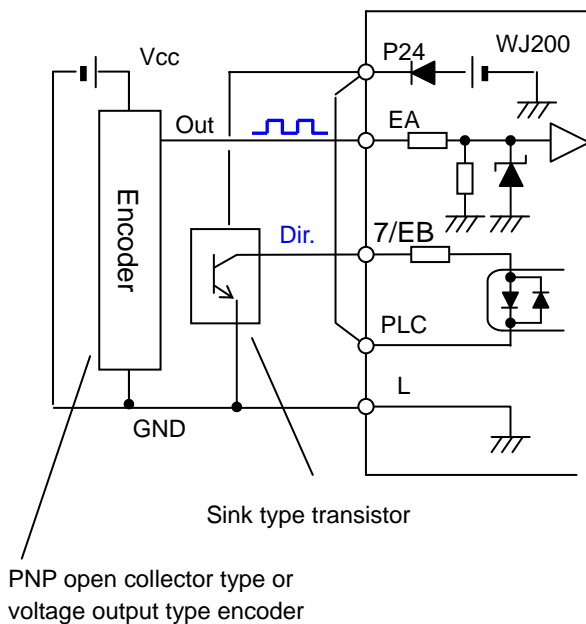 Vcc
P24
WJ200
Out
EA
Encoder
Dir.
7/EB
PLC
L
GND
Sink type transistor
PNP open collector type or
voltage output type encoder